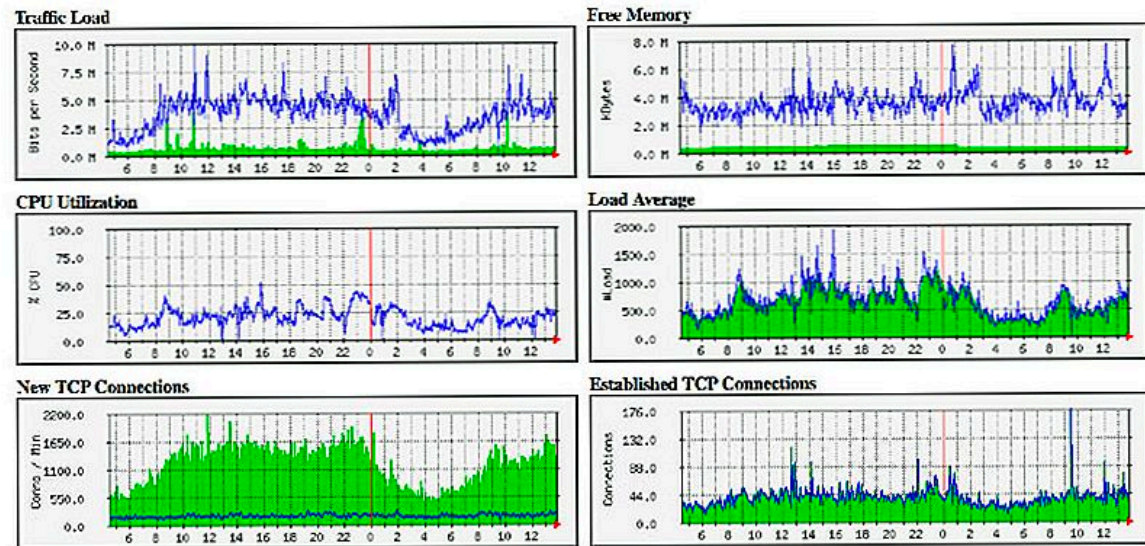 Traffic Load
Bits per Second
10.0 M
7.5 M
5.0 M
2.5 M
0.0 M
6 8 10 12 14 16 18 20 22 0 2 4 6 8 10 12
Free Memory
KBytes
8.0 M
6.0 M
4.0 M
2.0 M
0.0 M
6 8 10 12 14 16 18 20 22 0 2 4 6 8 10 12
CPU Utilization
% CPU
100.0
75.0
50.0
25.0
0.0
6 8 10 12 14 16 18 20 22 0 2 4 6 8 10 12
Load Average
mLoad
2000.0
1500.0
1000.0
500.0
0.0
6 8 10 12 14 16 18 20 22 0 2 4 6 8 10 12
New TCP Connections
Conns / Min
2200.0
1650.0
1100.0
550.0
0.0
6 8 10 12 14 16 18 20 22 0 2 4 6 8 10 12
Established TCP Connections
Connections
176.0
132.0
88.0
44.0
0.0
6 8 10 12 14 16 18 20 22 0 2 4 6 8 10 12